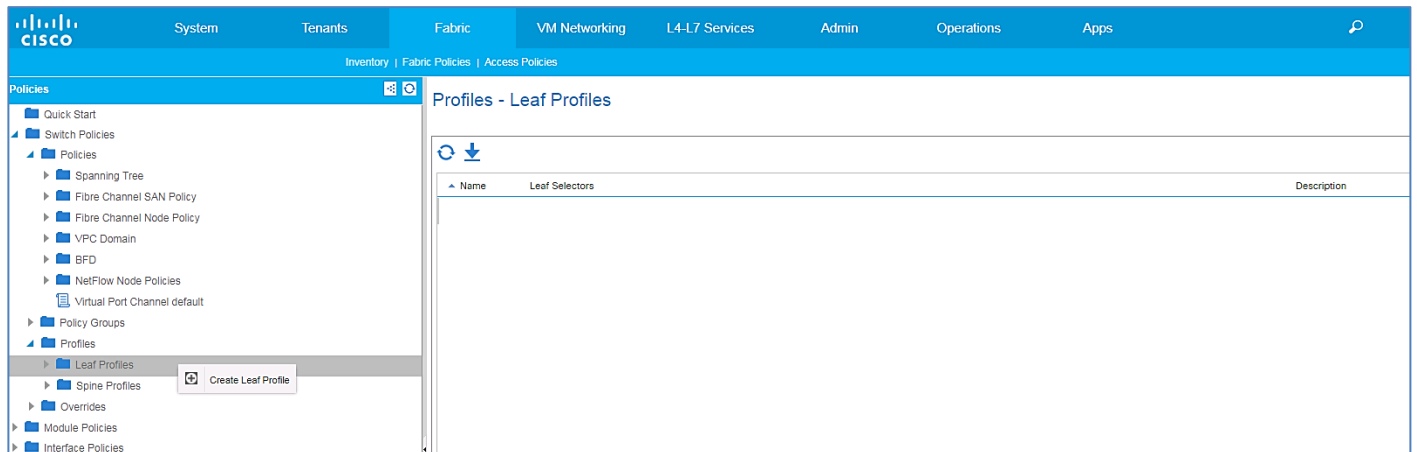 CISCO
System Tenants Fabric VM Networking L4-L7 Services Admin Operations Apps
Inventory | Fabric Policies | Access Policies
Policies
Quick Start
Switch Policies
Policies
Spanning Tree
Fibre Channel SAN Policy
Fibre Channel Node Policy
VPC Domain
BFD
NetFlow Node Policies
Virtual Port Channel default
Policy Groups
Profiles
Leaf Profiles
Create Leaf Profile
Spine Profiles
Overrides
Module Policies
Interface Policies
Profiles - Leaf Profiles
Name Leaf Selectors Description